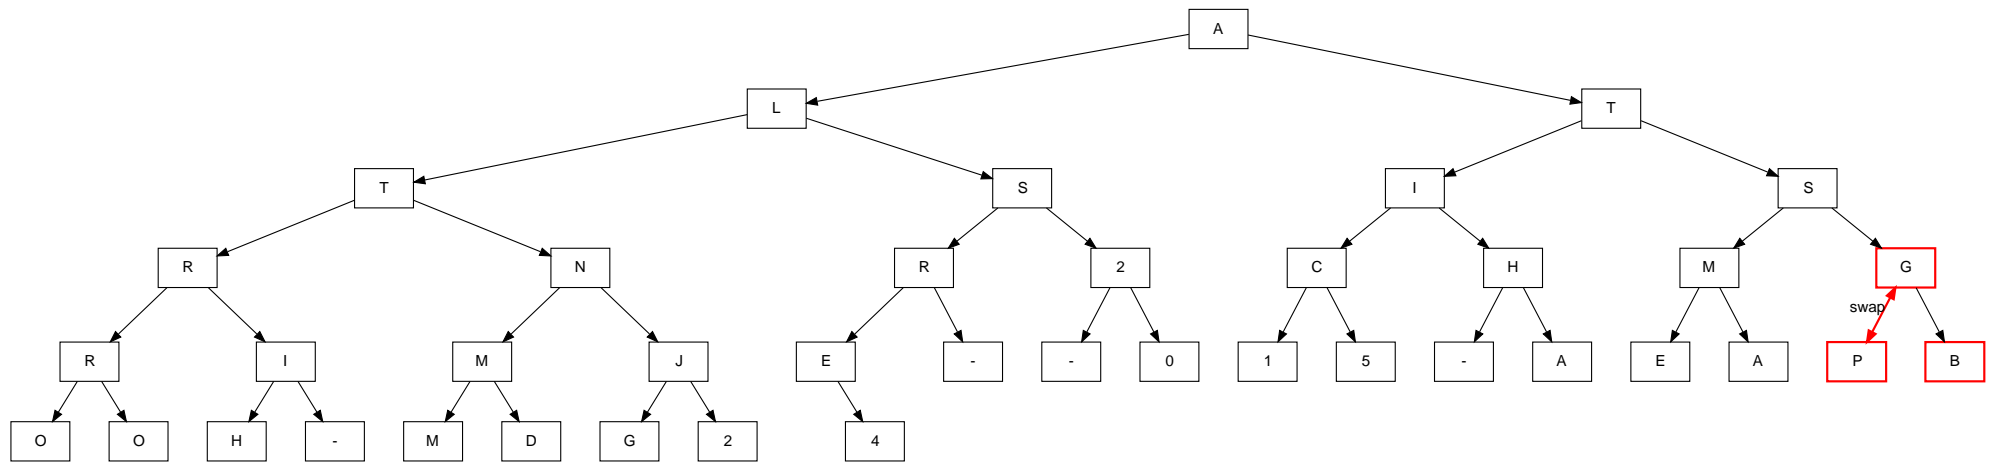 A
L T
T S I S
R N R 2 C H M G
swap
R I M J E - - 0 1 5 - A E A P B
O O H - M D G 2 4